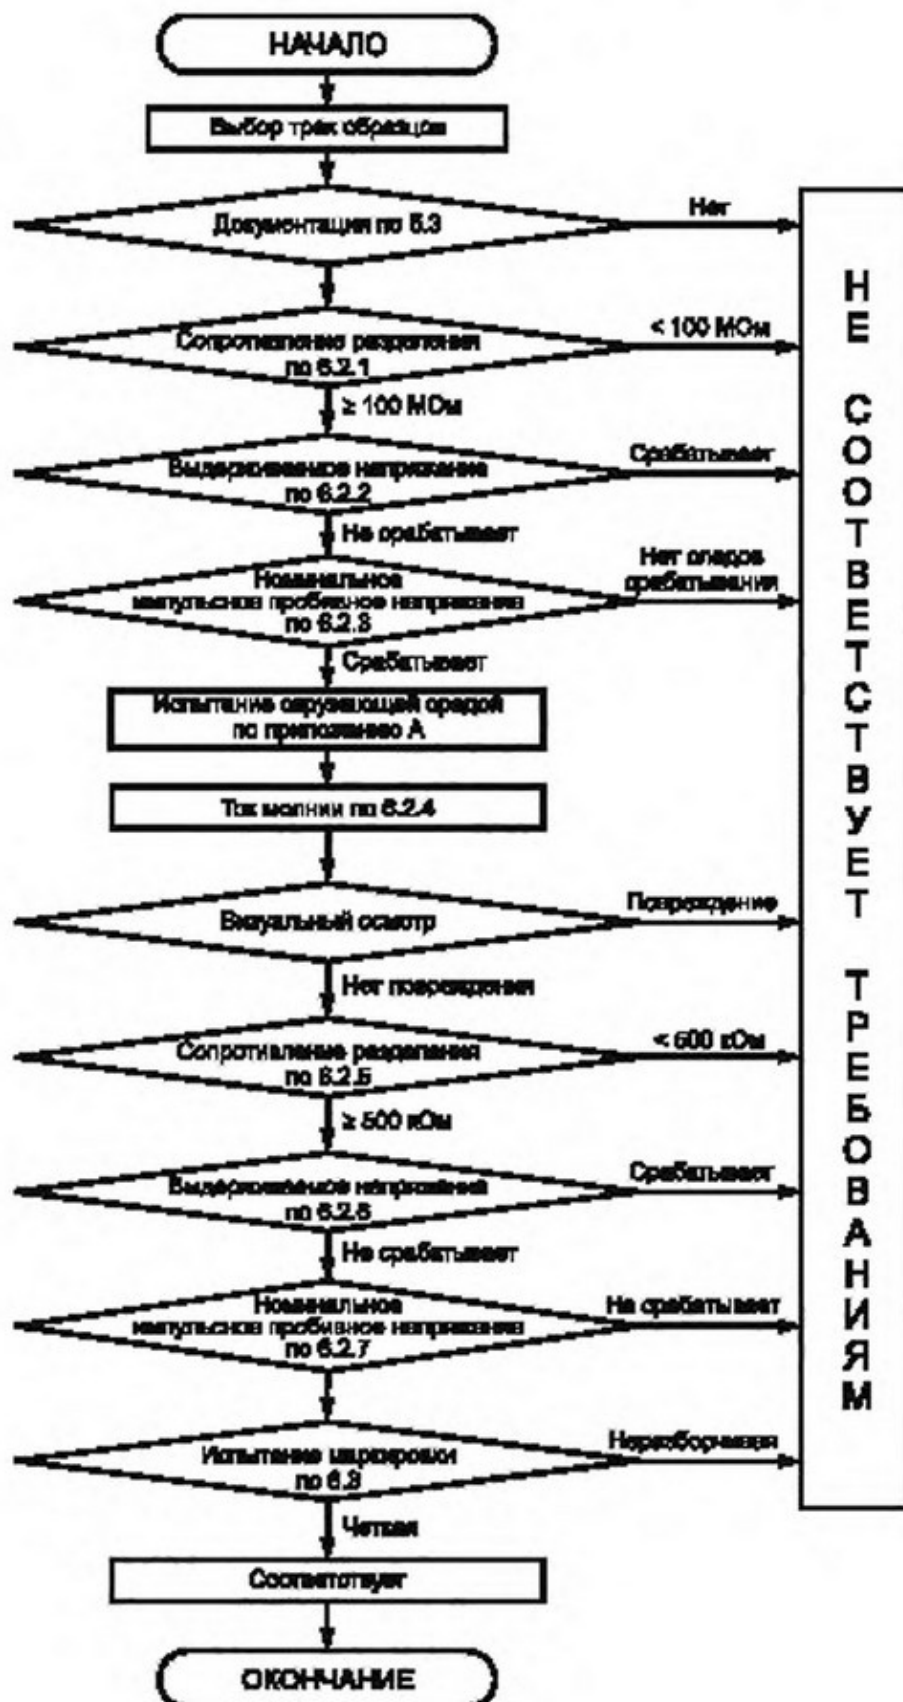 НАЧАЛО
Выбор трех образцов
Документация по 5.3
Нет
Сопротивление разделения
по 6.2.1
< 100 МОм
≥ 100 МОм
Выдерживаемое напряжение
по 6.2.2
Срабатывает
Не срабатывает
Номинальное
импульсное пробивное напряжение
по 6.2.3
Нет следов
срабатывания
Срабатывает
Испытание окружающей средой
по приложению А
Ток молнии по 6.2.4
Визуальный осмотр
Повреждение
Нет повреждения
Сопротивление разделения
по 6.2.5
< 500 кОм
≥ 500 кОм
Выдерживаемое напряжение
по 6.2.6
Срабатывает
Не срабатывает
Номинальное
импульсное пробивное напряжение
по 6.2.7
Не срабатывает
Испытание маркировки
по 6.3
Неразборчивая
Четкая
Соответствует
ОКОНЧАНИЕ
НЕ СООТВЕТСТВУЕТ ТРЕБОВАНИЯМ